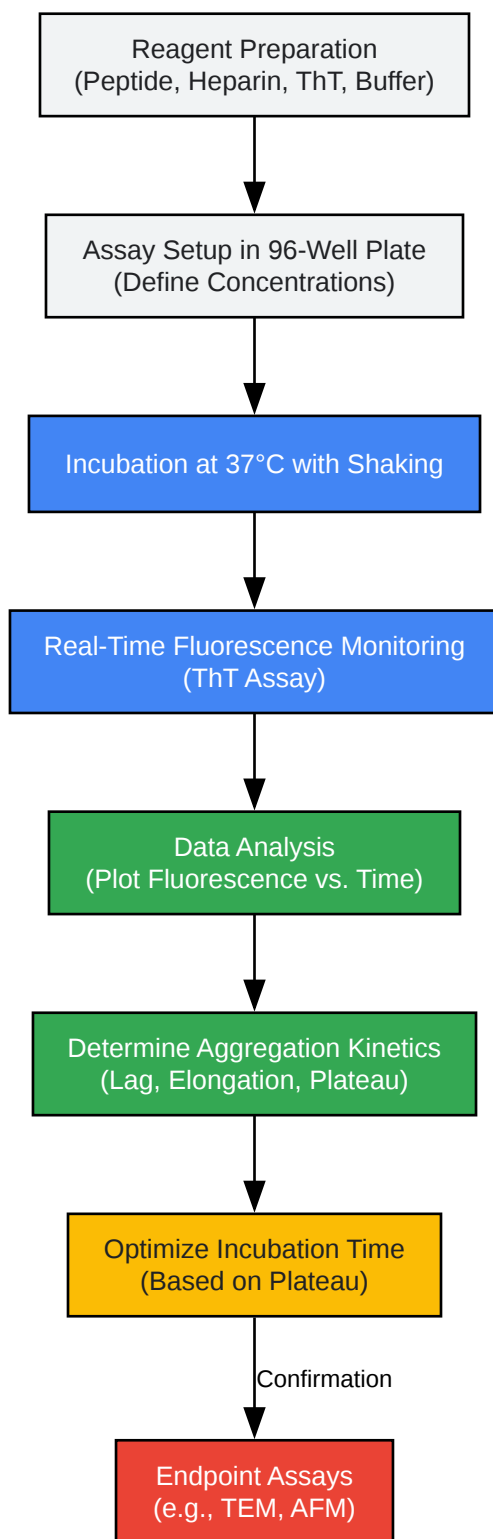 Reagent Preparation
(Peptide, Heparin, ThT, Buffer)
Assay Setup in 96-Well Plate
(Define Concentrations)
Incubation at 37°C with Shaking
Real-Time Fluorescence Monitoring
(ThT Assay)
Data Analysis
(Plot Fluorescence vs. Time)
Determine Aggregation Kinetics
(Lag, Elongation, Plateau)
Optimize Incubation Time
(Based on Plateau)
Confirmation
Endpoint Assays
(e.g., TEM, AFM)